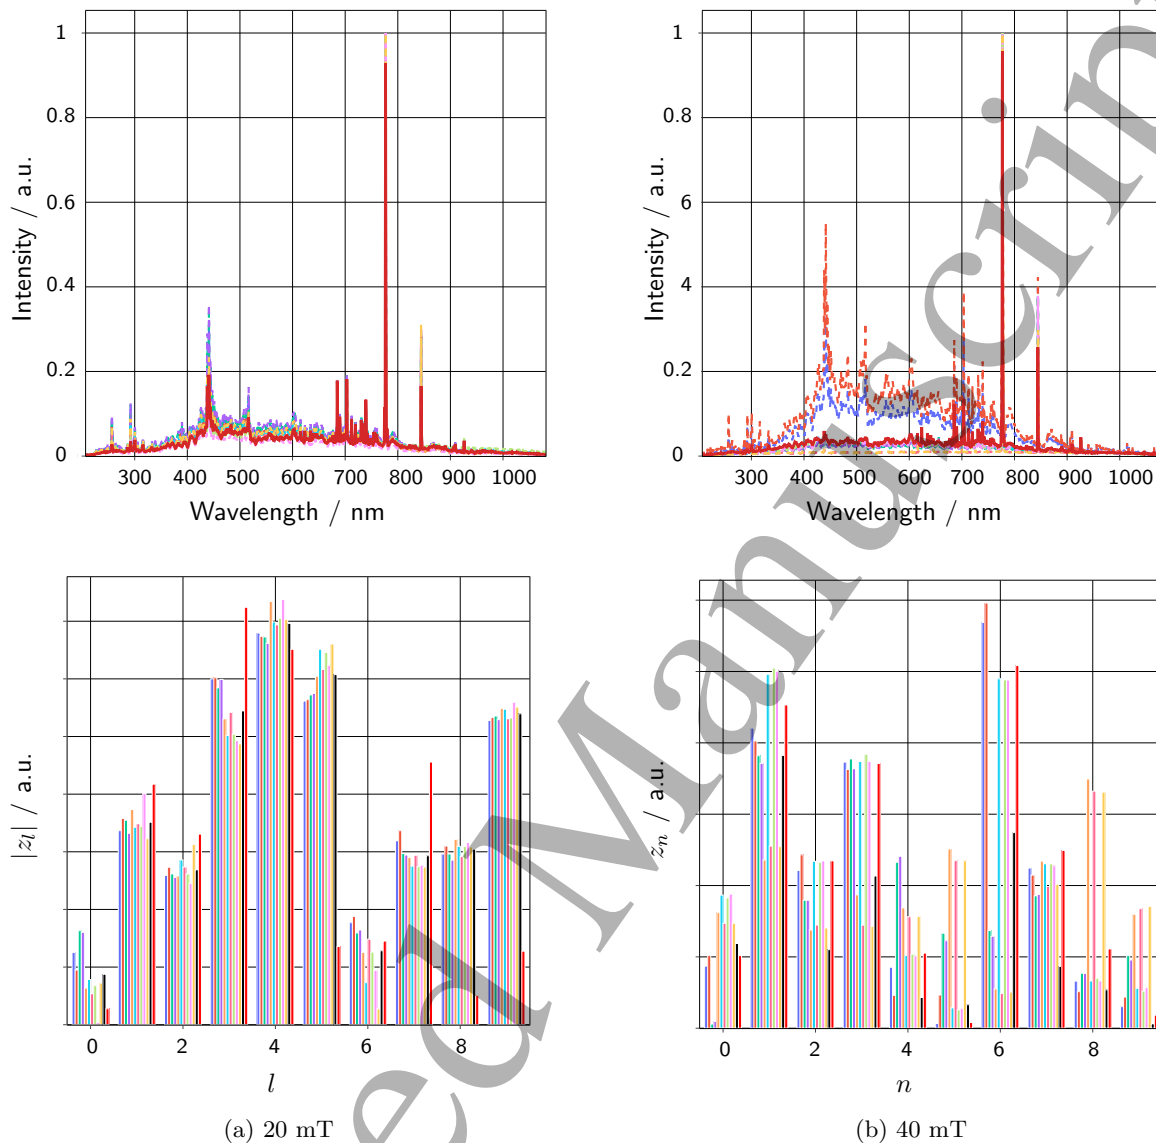 1
0.8
0.6
0.4
0.2
0
Intensity / a.u.
300 400 500 600 700 800 900 1000
Wavelength / nm
1
8
6
4
0.2
0
Intensity / a.u.
300 400 500 600 700 800 900 1000
Wavelength / nm
|z_l| / a.u.
0 2 4 6 8
l
(a) 20 mT
z_n / a.u.
0 2 4 6 8
n
(b) 40 mT
ed Manuscrip